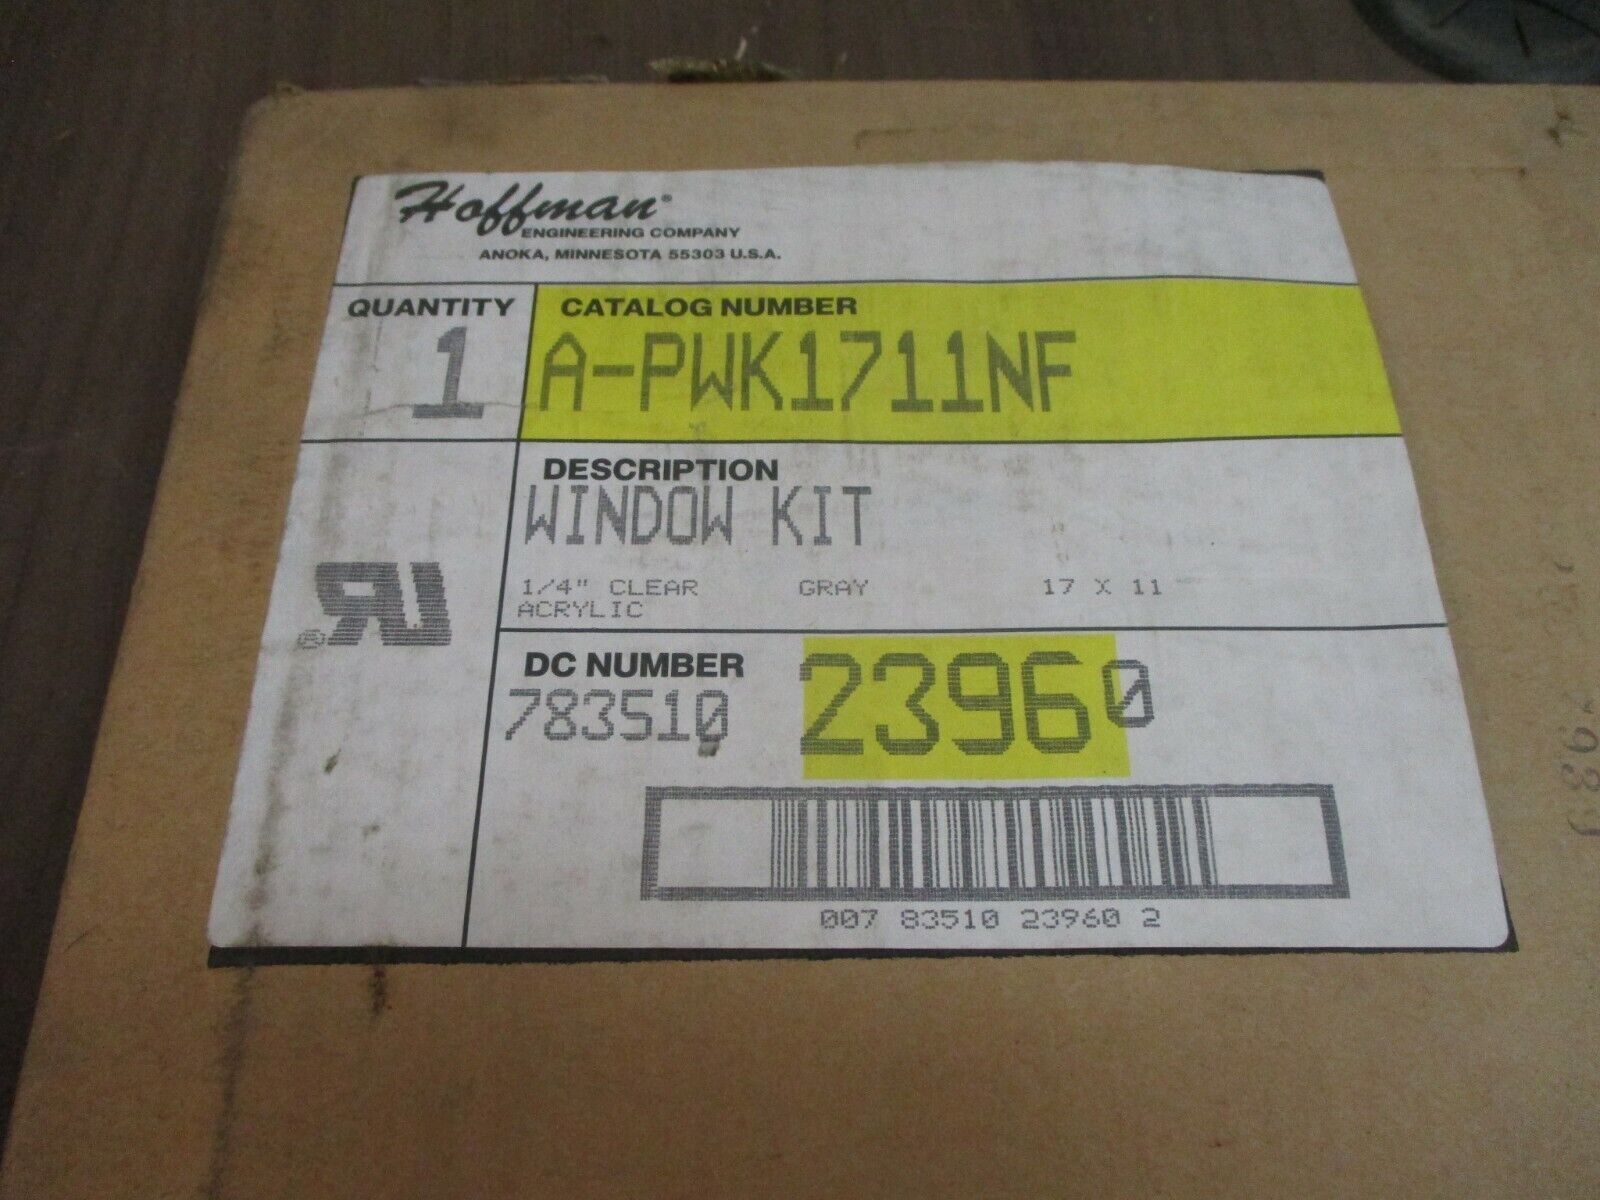 Hoffman®
ENGINEERING COMPANY
ANOKA, MINNESOTA 55303 U.S.A.
QUANTITY
1
CATALOG NUMBER
A-PWK1711NF
DESCRIPTION
WINDOW KIT
1/4" CLEAR GRAY 17 X 11
ACRYLIC
DC NUMBER
783510 23960
007 83510 23960 2